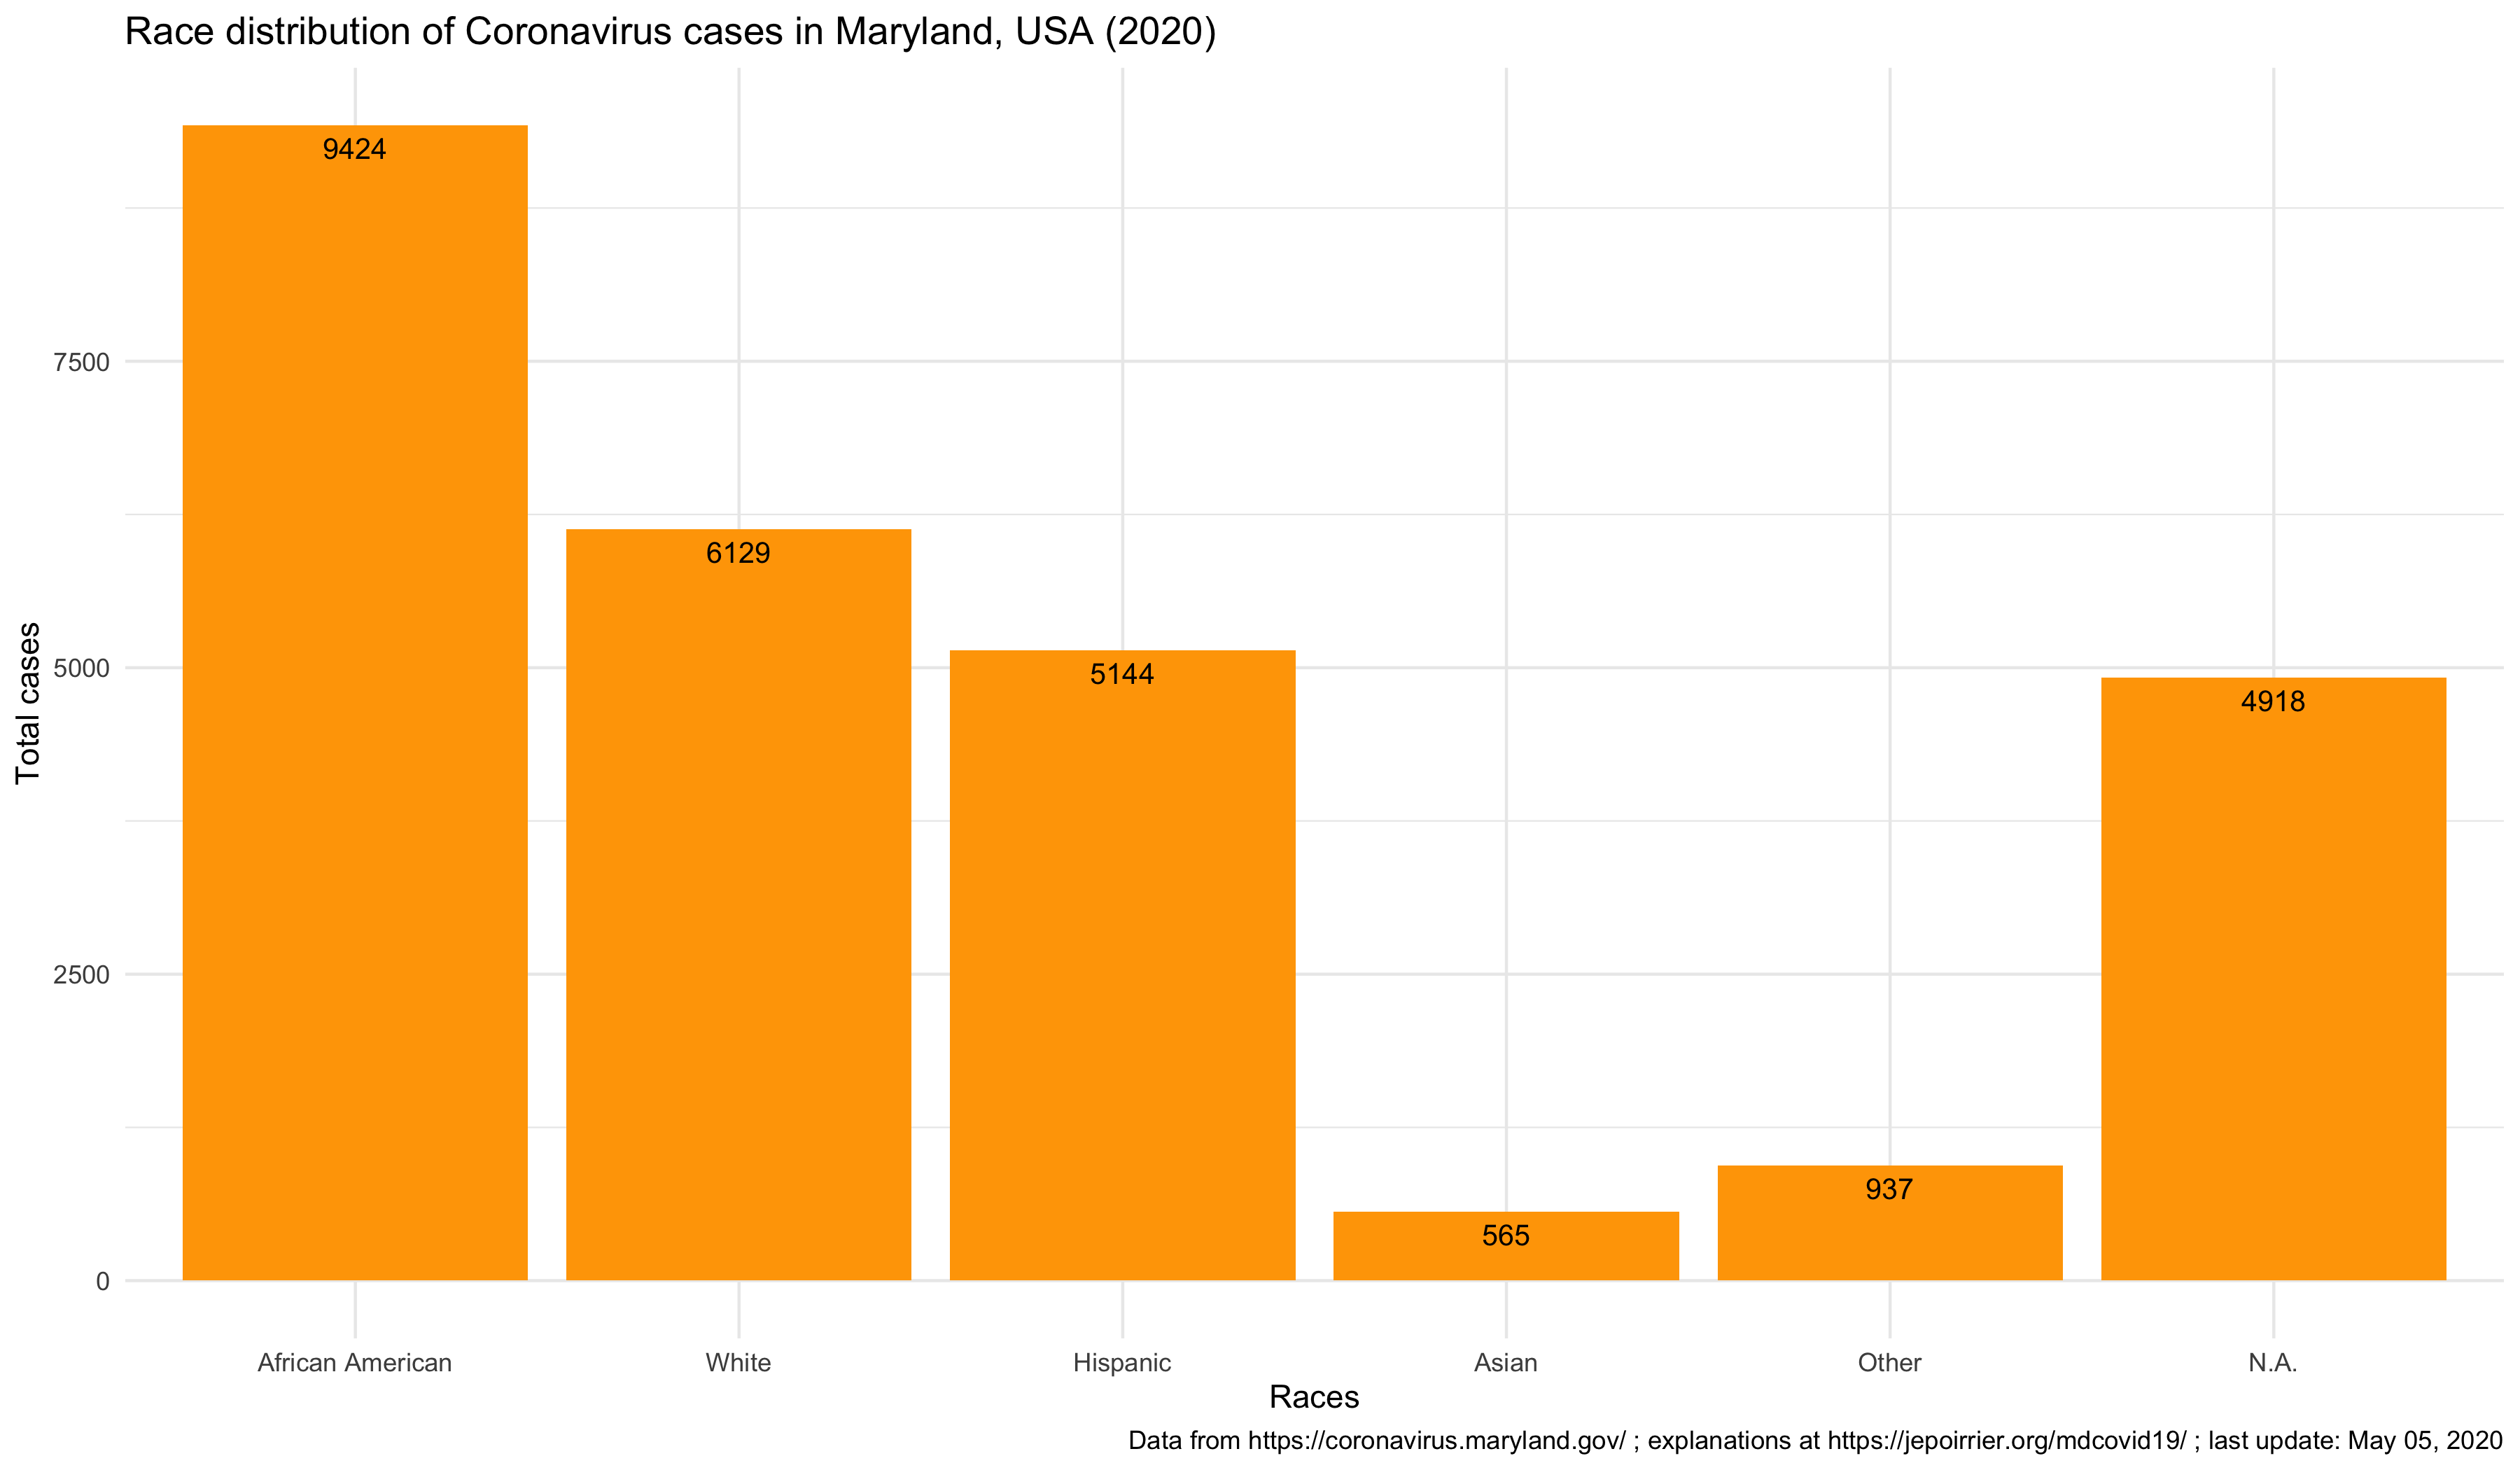 Race distribution of Coronavirus cases in Maryland, USA (2020)
9424
6129
5144
565
937
4918
7500
5000
2500
0
Total cases
African American
White
Hispanic
Asian
Other
N.A.
Races
Data from https://coronavirus.maryland.gov/ ; explanations at https://jepoirrier.org/mdcovid19/ ; last update: May 05, 2020